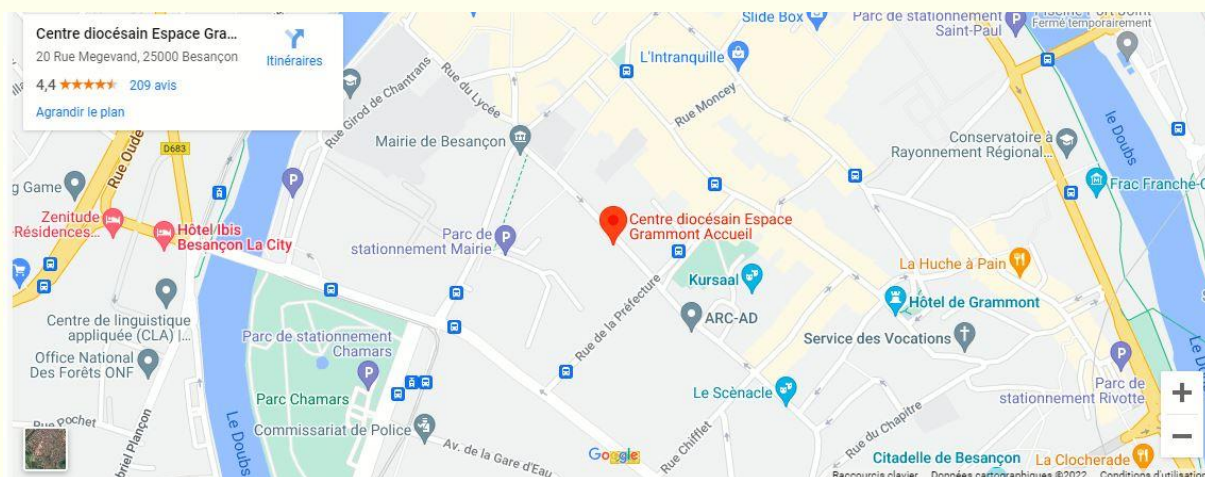 Centre diocésain Espace Gra...
20 Rue Megevand, 25000 Besançon
4,4
209 avis
Agrandir le plan
Itinéraires
Slide Box
Parc de stationnement
Saint-Paul
Fermé temporairement
L'Intranquille
Rue du Lycée
Rue Girod de Chantrans
Rue Moncey
Mairie de Besançon
Conservatoire à
Rayonnement Régional...
le Doubs
D683
Rue Oude
g Game
Frac Franche-C
Zenitude
Résidences...
Hôtel Ibis
Besançon La City
Parc de
stationnement Mairie
Centre diocésain Espace
Grammont Accueil
La Huche à Pain
Kursaal
Hôtel de Grammont
Centre de linguistique
appliquée (CLA) |...
ARC-AD
Service des Vocations
Rue de la Préfecture
Parc de stationnement
Chamars
Office National
Des Forêts ONF
Parc Chamars
P
Parc de
stationnement Rivotte
Le Scènacle
Le Doubs
Le Doubs
Rue Pochet
briel Plançon
Commissariat de Police
Av. de la Gare d'Eau
Rue Chifflet
Rue du Chapitre
Google
Citadelle de Besançon
La Clocherade
Raccourcis clavier
Données cartographiques ©2022
Conditions d'utilisation